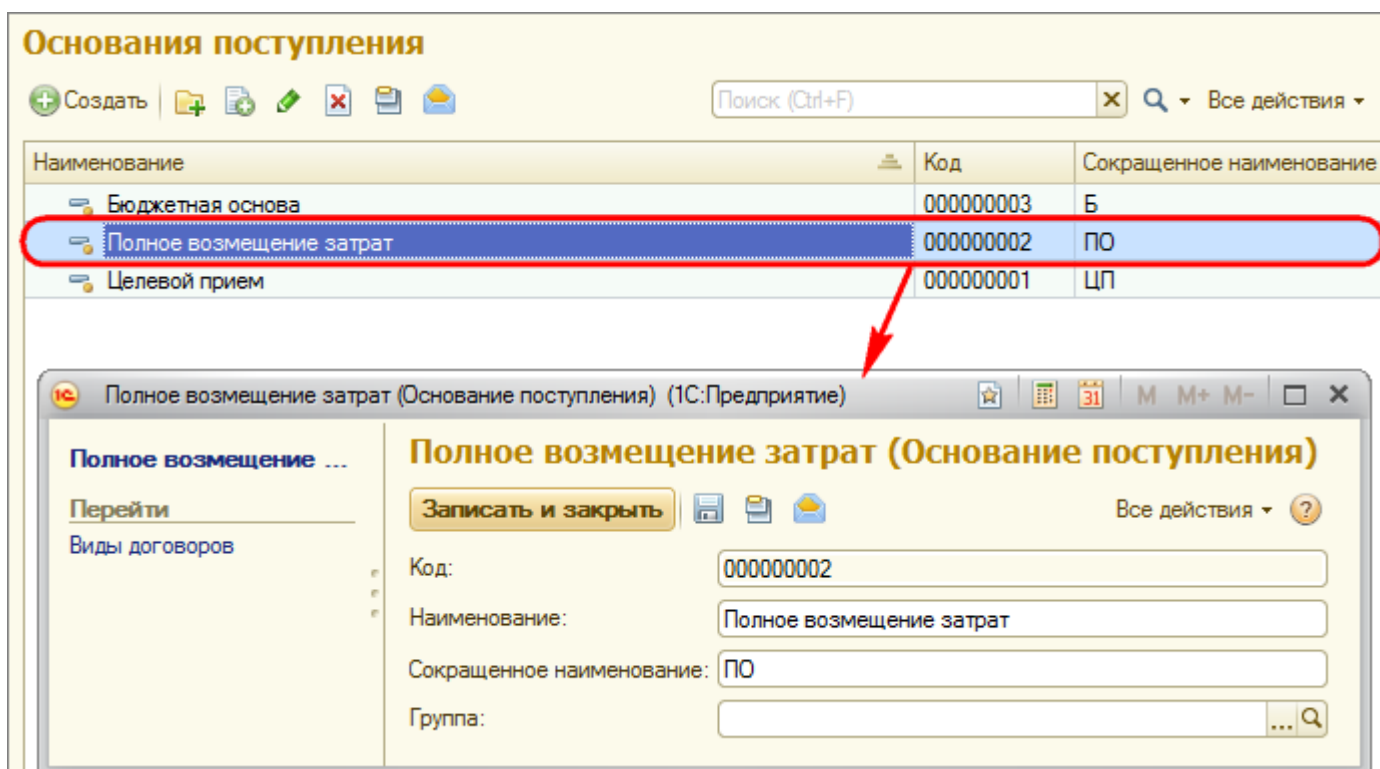 Основания поступления
Создать Поиск (Ctrl+F) Все действия
Наименование Код Сокращенное наименование
Бюджетная основа 000000003 Б
Полное возмещение затрат 000000002 ПО
Целевой прием 000000001 ЦП
1С Полное возмещение затрат (Основание поступления) (1С:Предприятие) 31 M M+ M-
Полное возмещение ...
Перейти
Виды договоров
Полное возмещение затрат (Основание поступления)
Записать и закрыть Все действия ?
Код: 000000002
Наименование: Полное возмещение затрат
Сокращенное наименование: ПО
Группа: ...